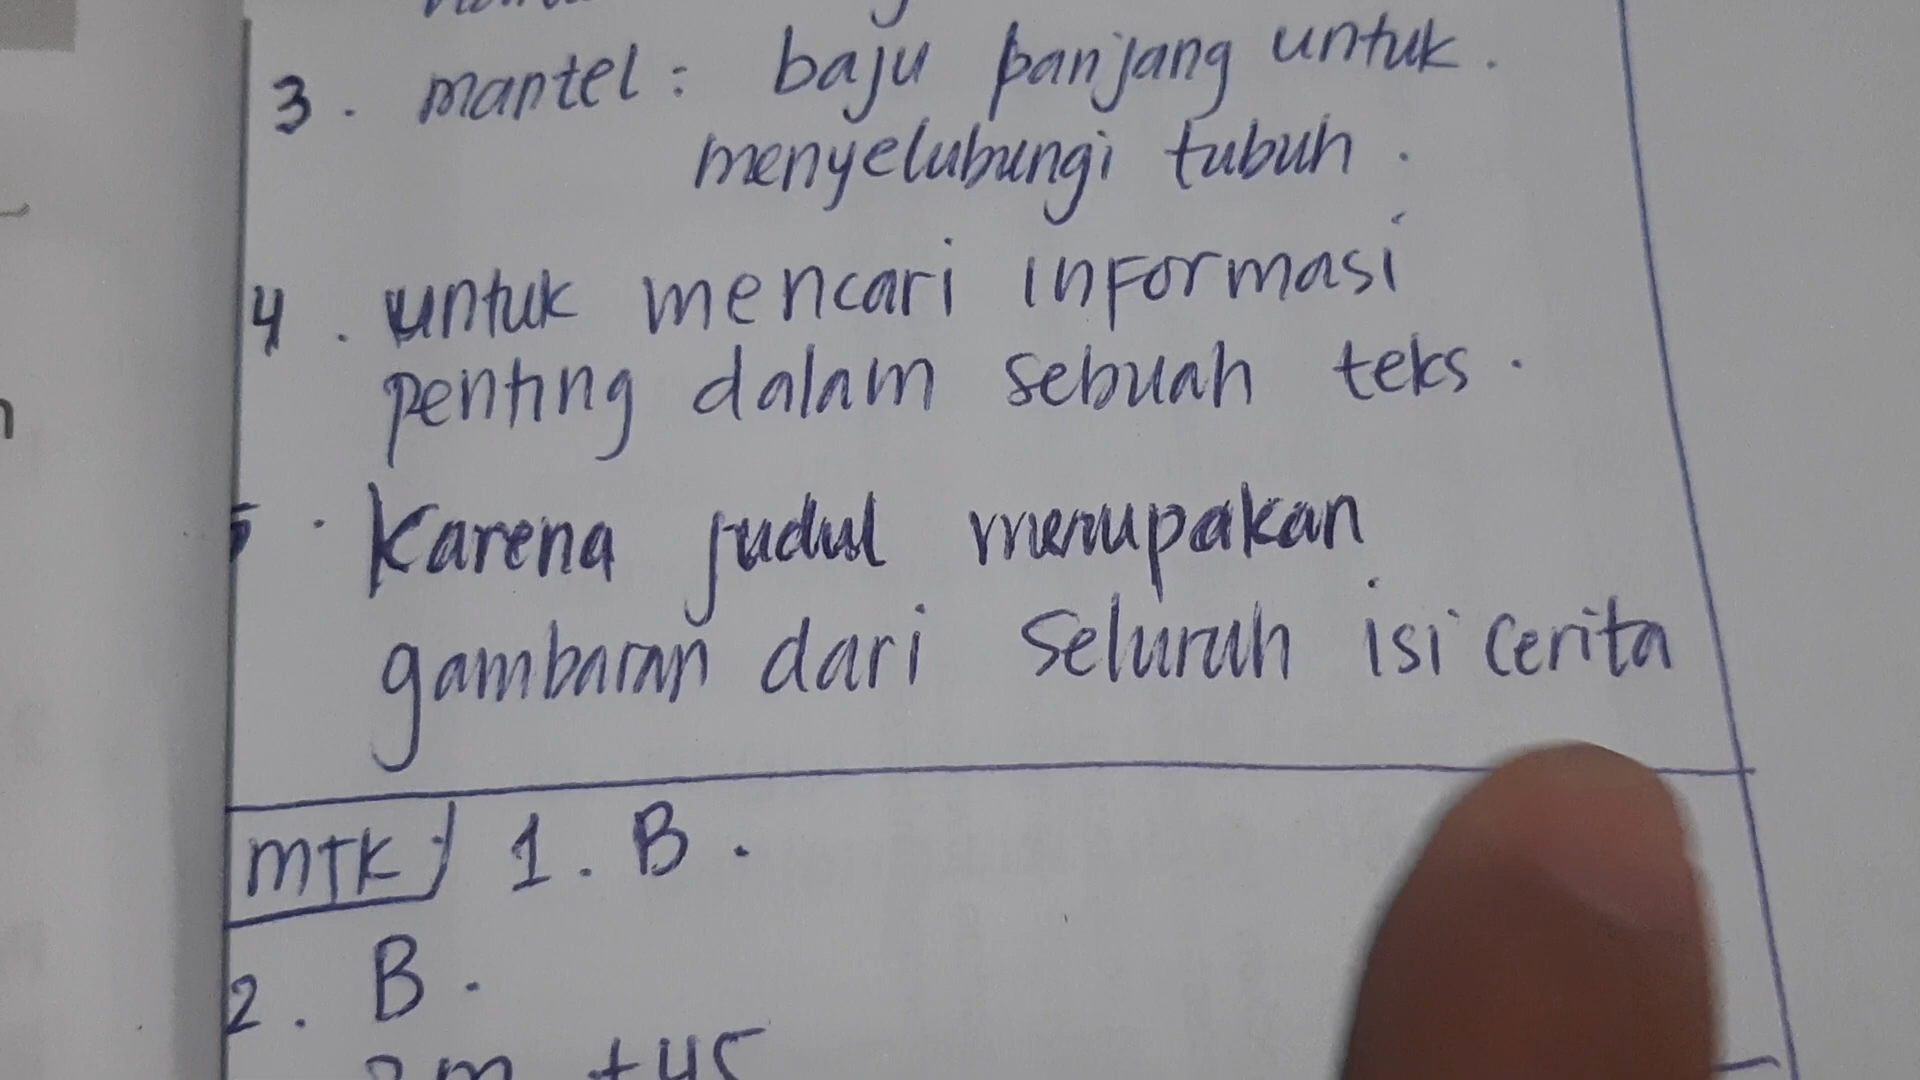 3. mantel : baju panjang untuk.
menyelubungi tubuh.
4. untuk mencari informasi
penting dalam sebuah teks.
5. Karena judul merupakan
gambaran dari seluruh isi cerita
MTK) 1. B.
2. B.
+45